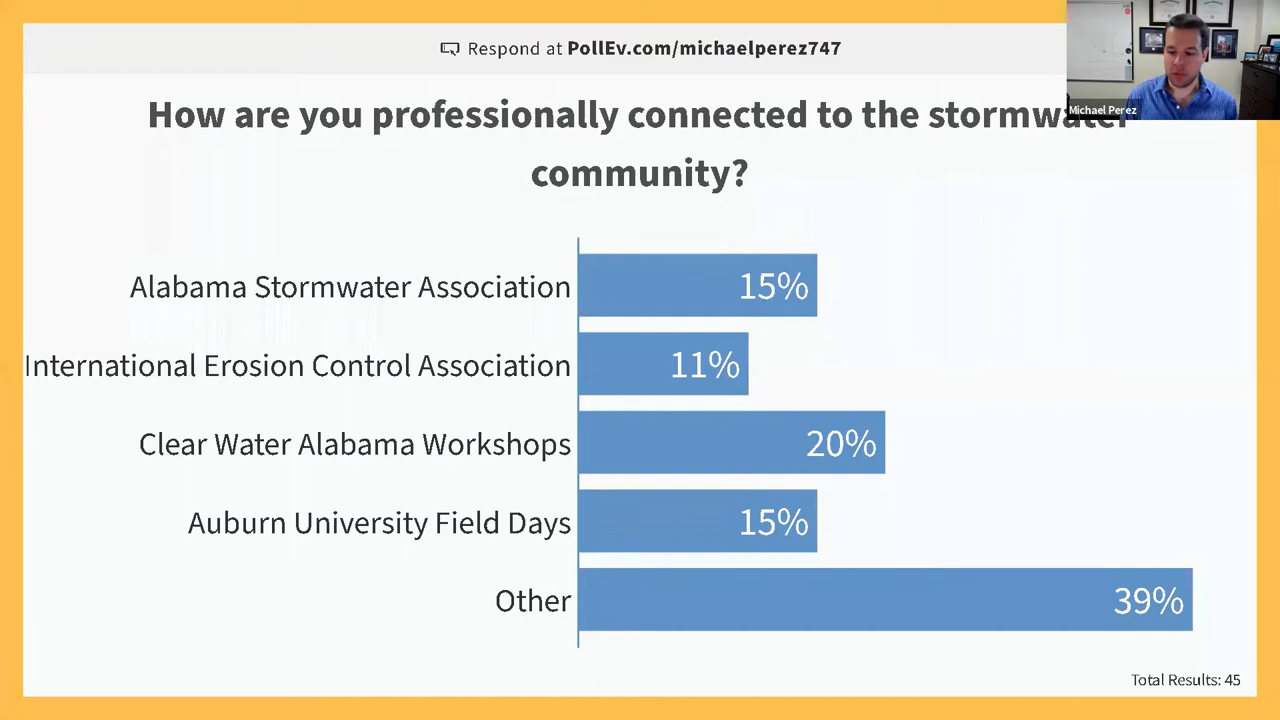 Respond at PollEv.com/michaelperez747
Michael Perez
How are you professionally connected to the stormwater
community?
Alabama Stormwater Association
15%
International Erosion Control Association
11%
Clear Water Alabama Workshops
20%
Auburn University Field Days
15%
Other
39%
Total Results: 45